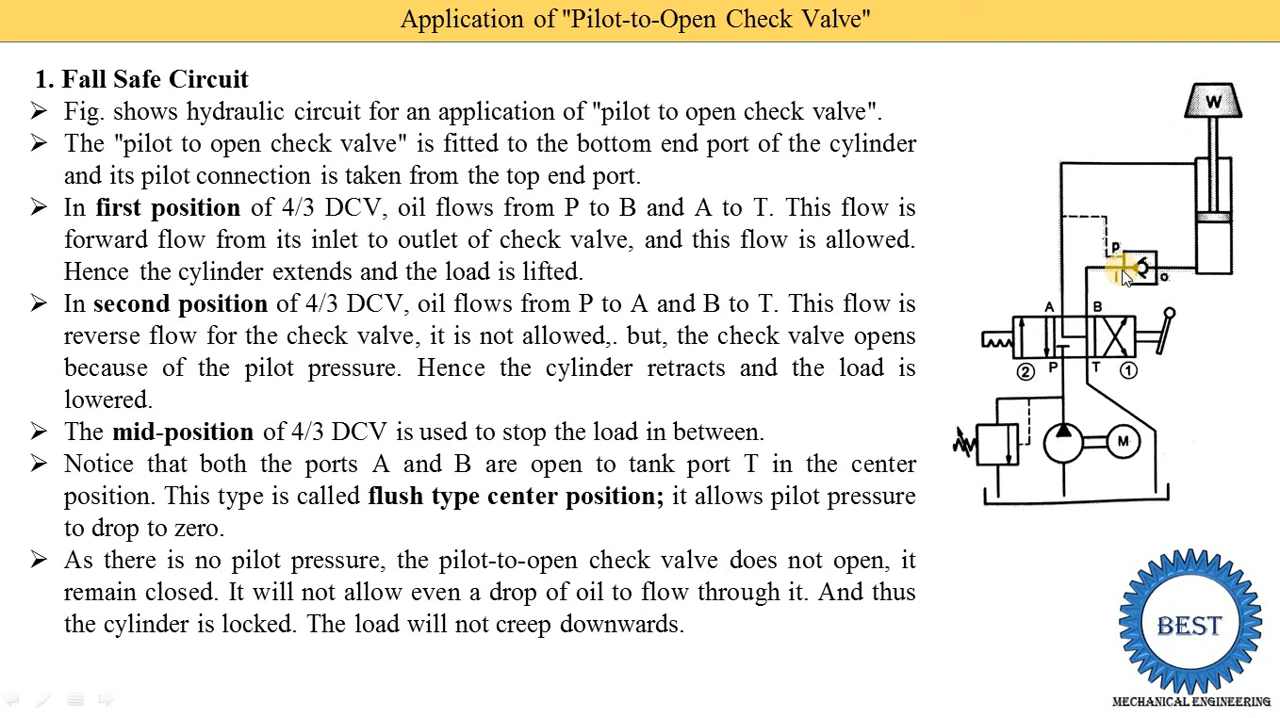 Application of "Pilot-to-Open Check Valve"
1. Fall Safe Circuit
➢ Fig. shows hydraulic circuit for an application of "pilot to open check valve".
➢ The "pilot to open check valve" is fitted to the bottom end port of the cylinder
and its pilot connection is taken from the top end port.
➢ In first position of 4/3 DCV, oil flows from P to B and A to T. This flow is
forward flow from its inlet to outlet of check valve, and this flow is allowed.
Hence the cylinder extends and the load is lifted.
➢ In second position of 4/3 DCV, oil flows from P to A and B to T. This flow is
reverse flow for the check valve, it is not allowed,. but, the check valve opens
because of the pilot pressure. Hence the cylinder retracts and the load is
lowered.
➢ The mid-position of 4/3 DCV is used to stop the load in between.
➢ Notice that both the ports A and B are open to tank port T in the center
position. This type is called flush type center position; it allows pilot pressure
to drop to zero.
➢ As there is no pilot pressure, the pilot-to-open check valve does not open, it
remain closed. It will not allow even a drop of oil to flow through it. And thus
the cylinder is locked. The load will not creep downwards.
W
P
I
O
A B
② P T ①
M
BEST
MECHANICAL ENGINEERING